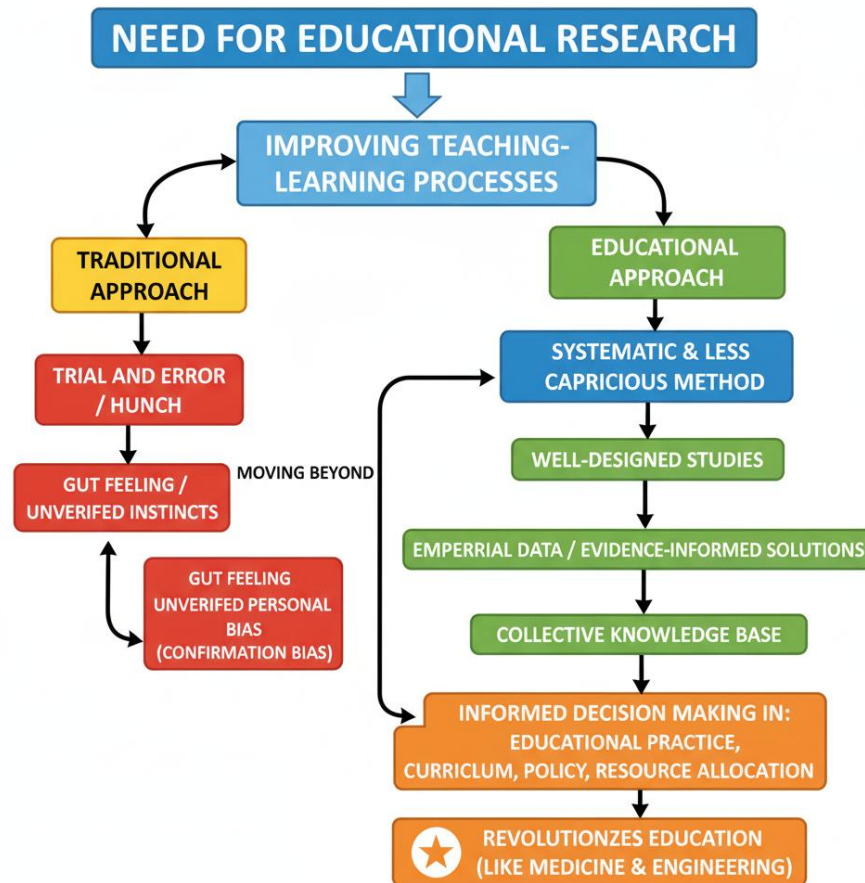 NEED FOR EDUCATIONAL RESEARCH
IMPROVING TEACHING-
LEARNING PROCESSES
TRADITIONAL
APPROACH
TRIAL AND ERROR
/ HUNCH
GUT FEELING /
UNVERIFED INSTINCTS
GUT FEELING
UNVERIFED PERSONAL
BIAS
(CONFIRMATION BIAS)
MOVING BEYOND
EDUCATIONAL
APPROACH
SYSTEMATIC & LESS
CAPRICIOUS METHOD
WELL-DESIGNED STUDIES
EMPERRIAL DATA / EVIDENCE-INFORMED SOLUTIONS
COLLECTIVE KNOWLEDGE BASE
INFORMED DECISION MAKING IN:
EDUCATIONAL PRACTICE,
CURRICLUM, POLICY, RESOURCE ALLOCATION
REVOLUTIONZES EDUCATION
(LIKE MEDICINE & ENGINEERING)